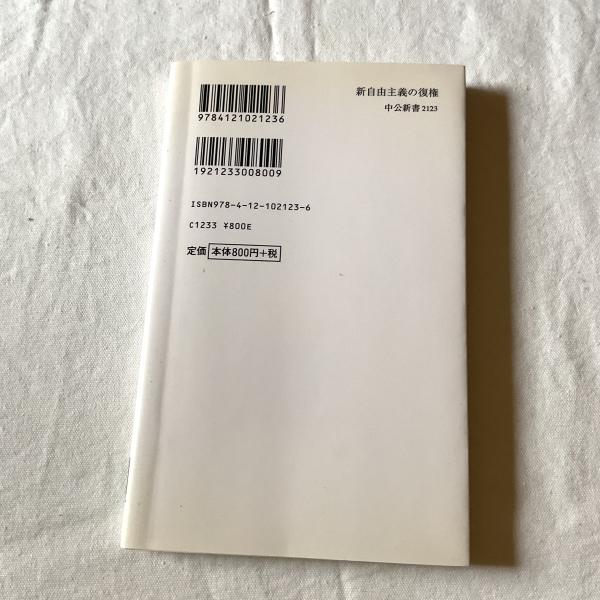 新自由主義の復権
中公新書 2123
9784121021236
1921233008009
ISBN978-4-12-102123-6
C1233 ¥800E
定価 本体800円+税